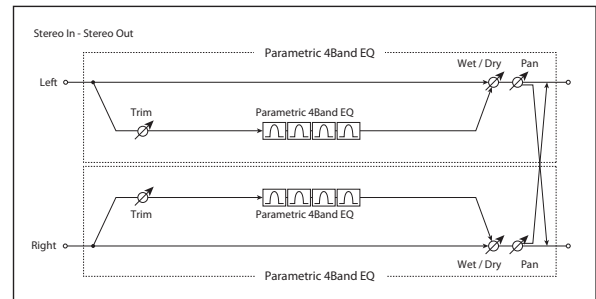 Stereo In - Stereo Out
Parametric 4Band EQ
Wet / Dry
Pan
Left
Trim
Parametric 4Band EQ
Trim
Parametric 4Band EQ
Right
Wet / Dry
Pan
Parametric 4Band EQ